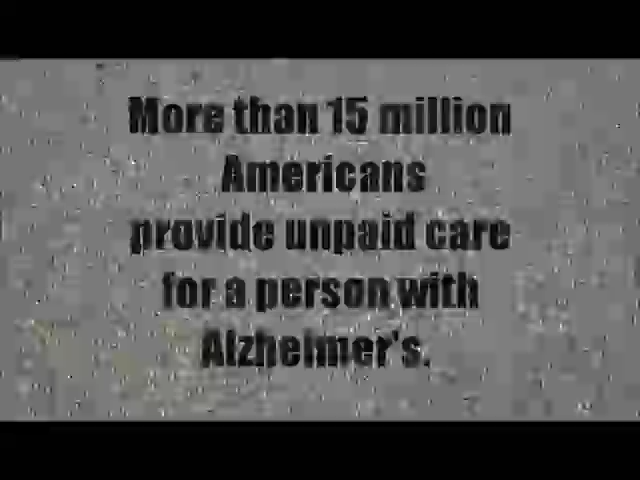 More than 15 million
Americans
provide unpaid care
for a person with
Alzheimer's.